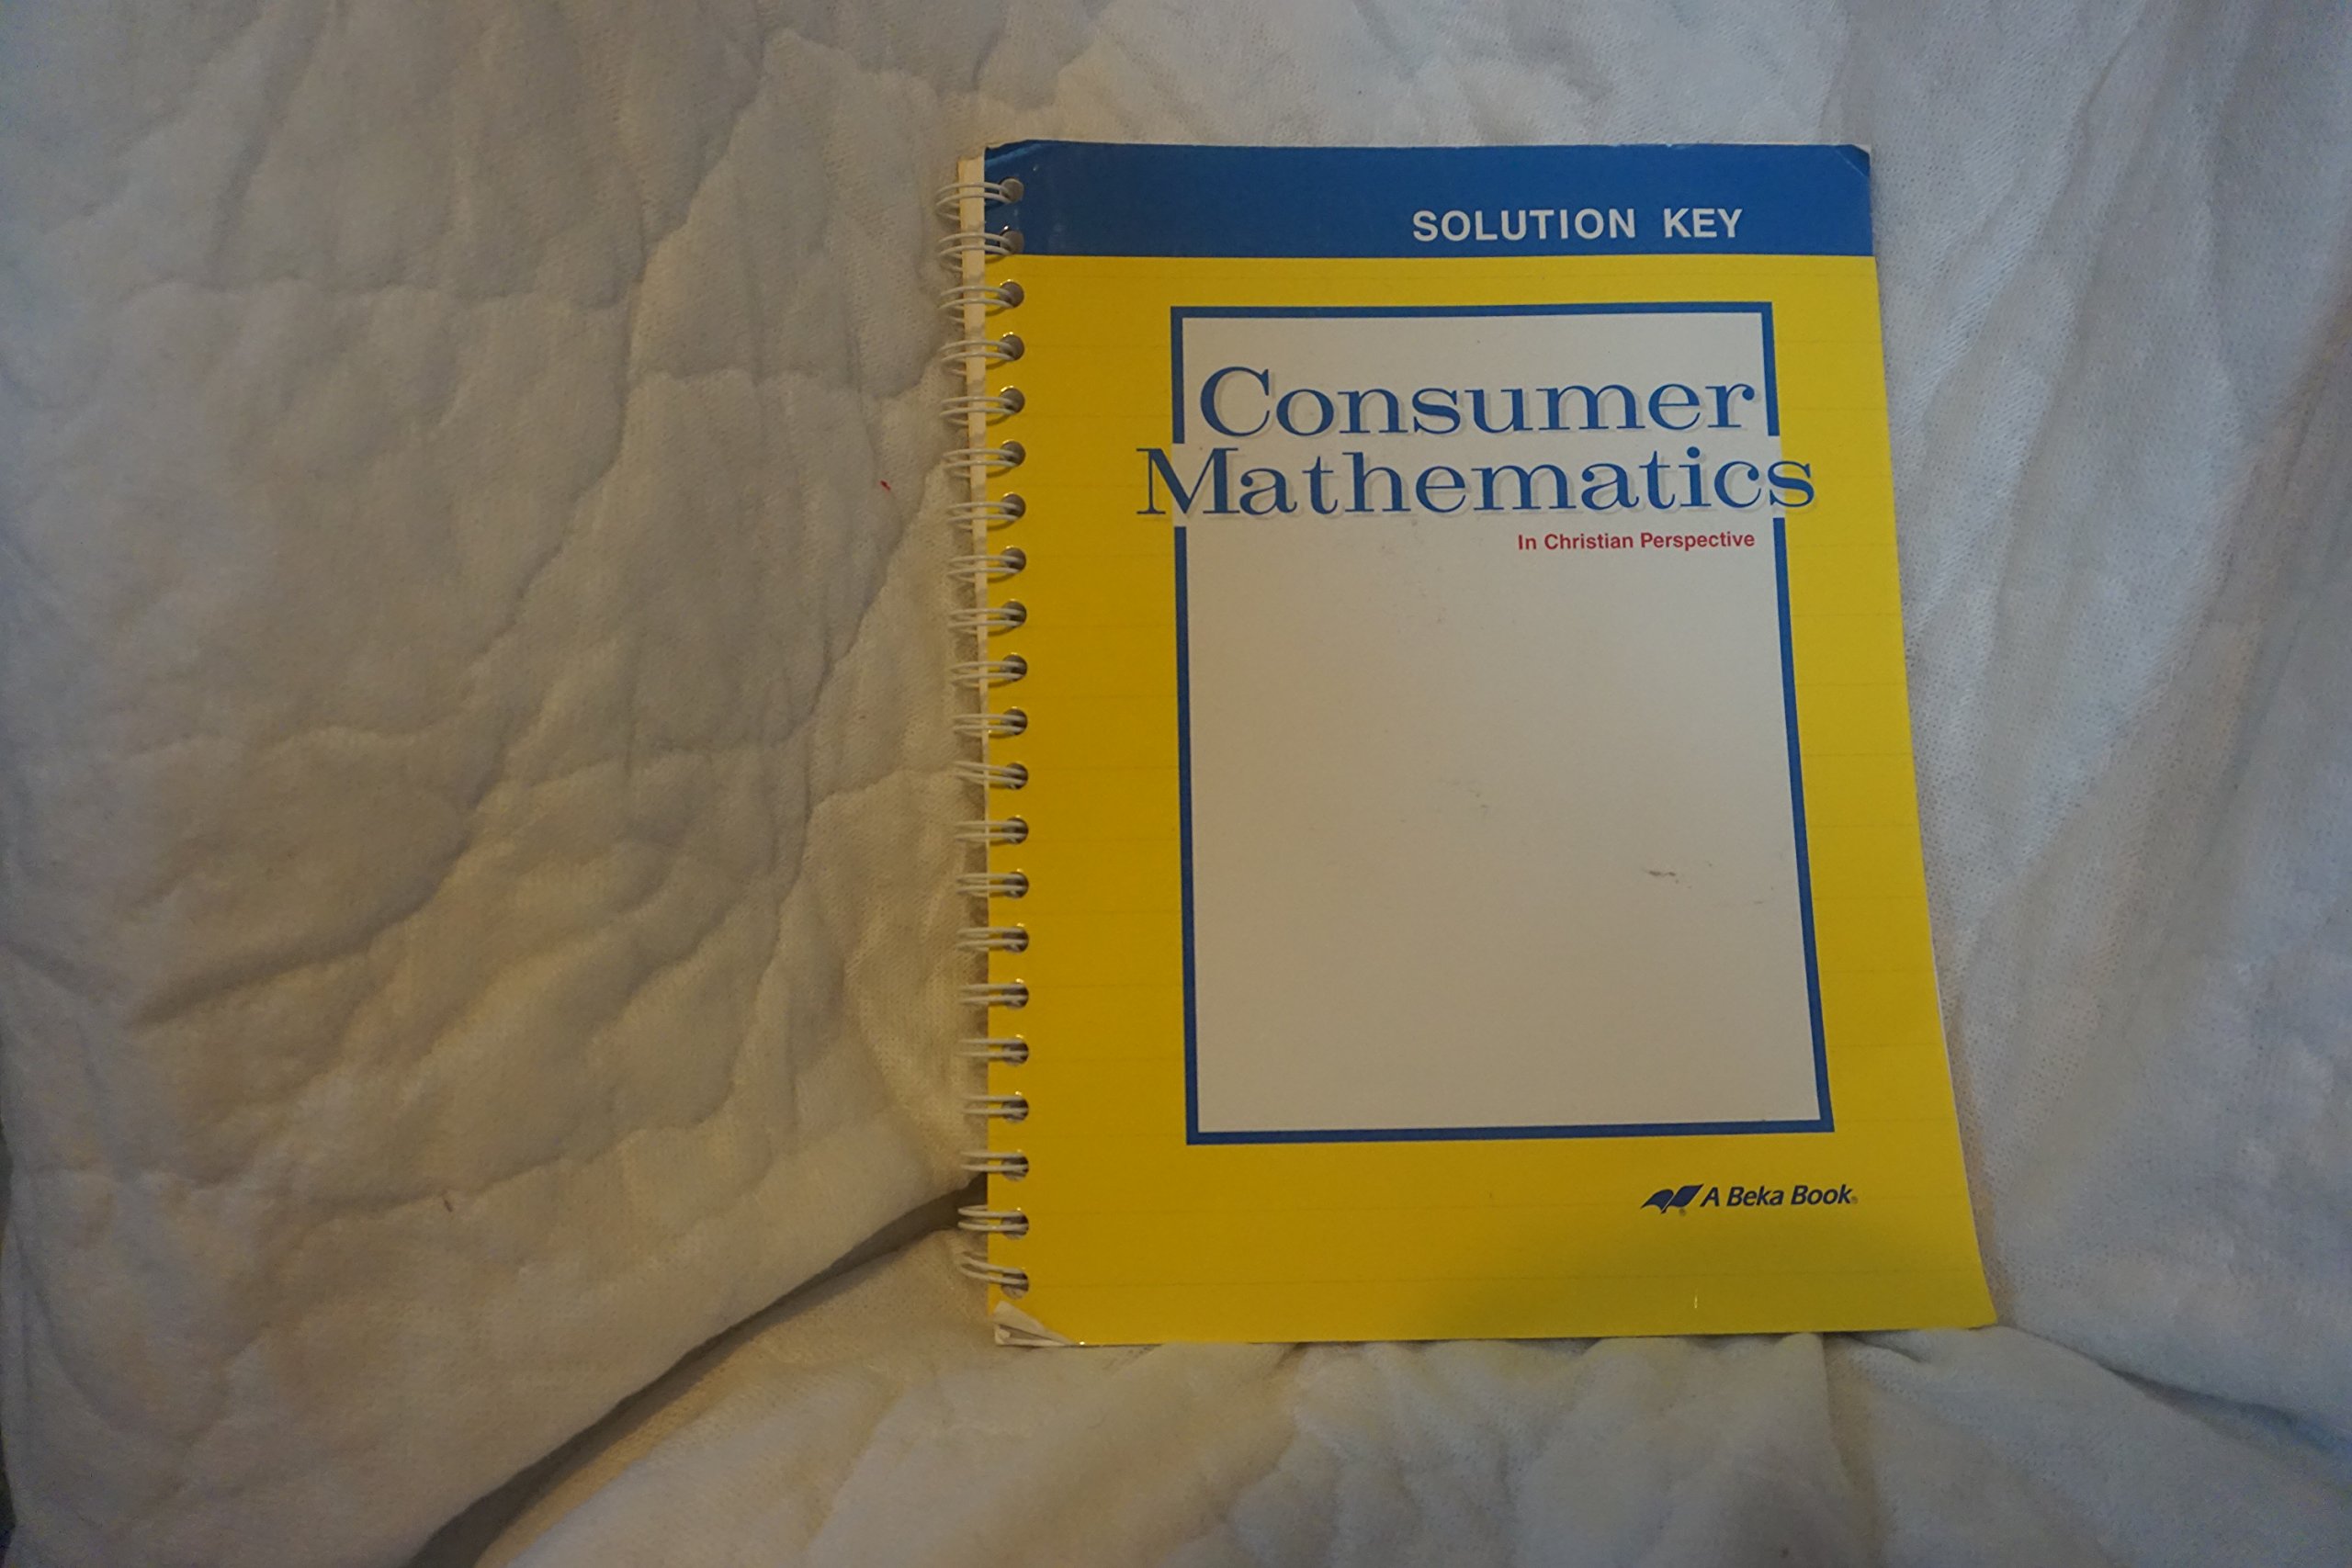 SOLUTION KEY
Consumer
Mathematics
In Christian Perspective
A Beka Book®